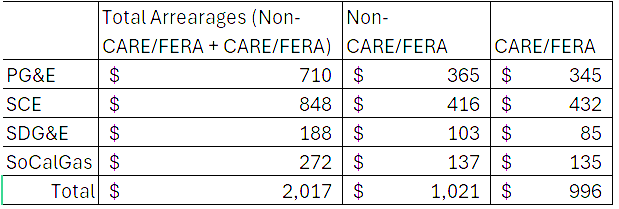 Total Arrearages (Non-CARE/FERA + CARE/FERA) Non-CARE/FERA CARE/FERA
PG&E $ 710 $ 365 $ 345
SCE $ 848 $ 416 $ 432
SDG&E $ 188 $ 103 $ 85
SoCalGas $ 272 $ 137 $ 135
Total $ 2,017 $ 1,021 $ 996